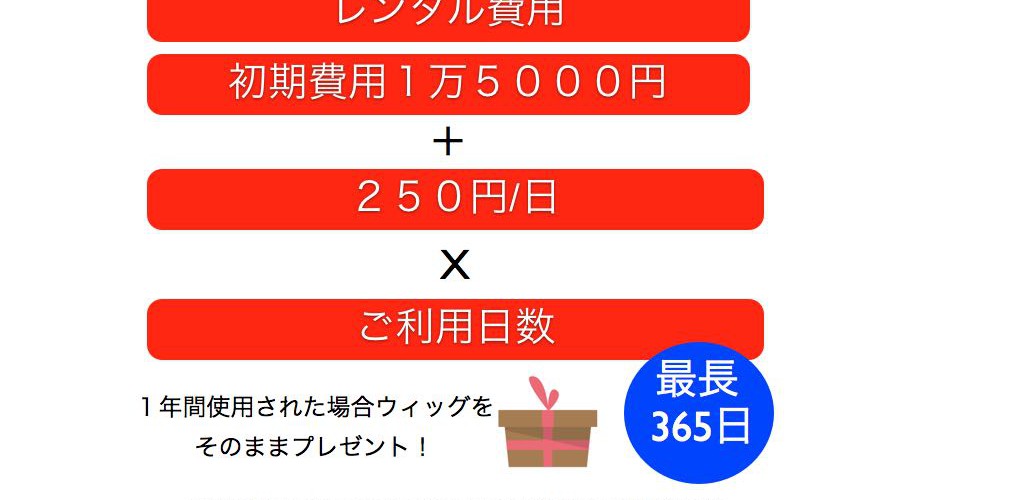 レンタル費用
初期費用１万５０００円
＋
２５０円/日
X
ご利用日数
最長
365日
１年間使用された場合ウィッグを
そのままプレゼント！